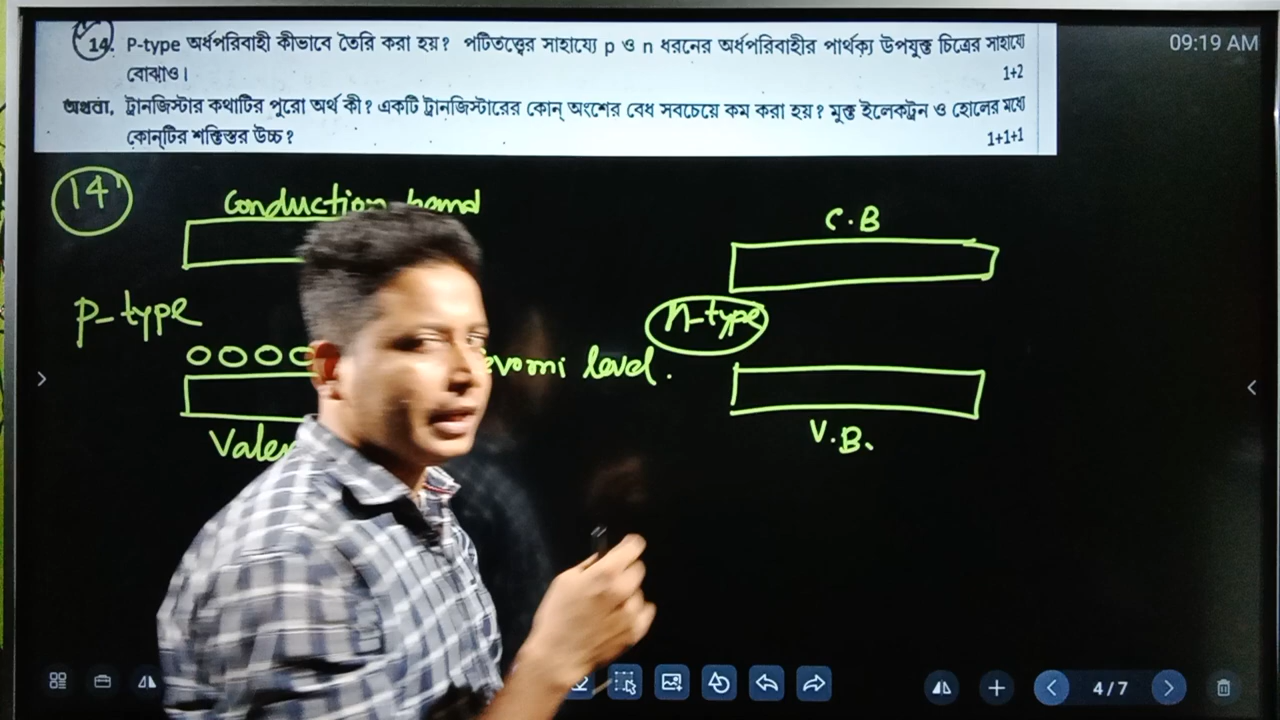 09:19 AM
14. P-type অর্ধপরিবাহী কীভাবে তৈরি করা হয়? পটিতত্ত্বের সাহায্যে p ও n ধরনের অর্ধপরিবাহীর পার্থক্য উপযুক্ত চিত্রের সাহায্যে
বোঝাও। 1+2
অথবা, ট্রানজিস্টার কথাটির পুরো অর্থ কী? একটি ট্রানজিস্টারের কোন্ অংশের বেধ সবচেয়ে কম করা হয়? মুক্ত ইলেকট্রন ও হোলের মধ্যে
কোন্‌টির শক্তিস্তর উচ্চ? 1+1+1
14
Conduction
C.B
P-type
n-type
level.
V.B.
4/7